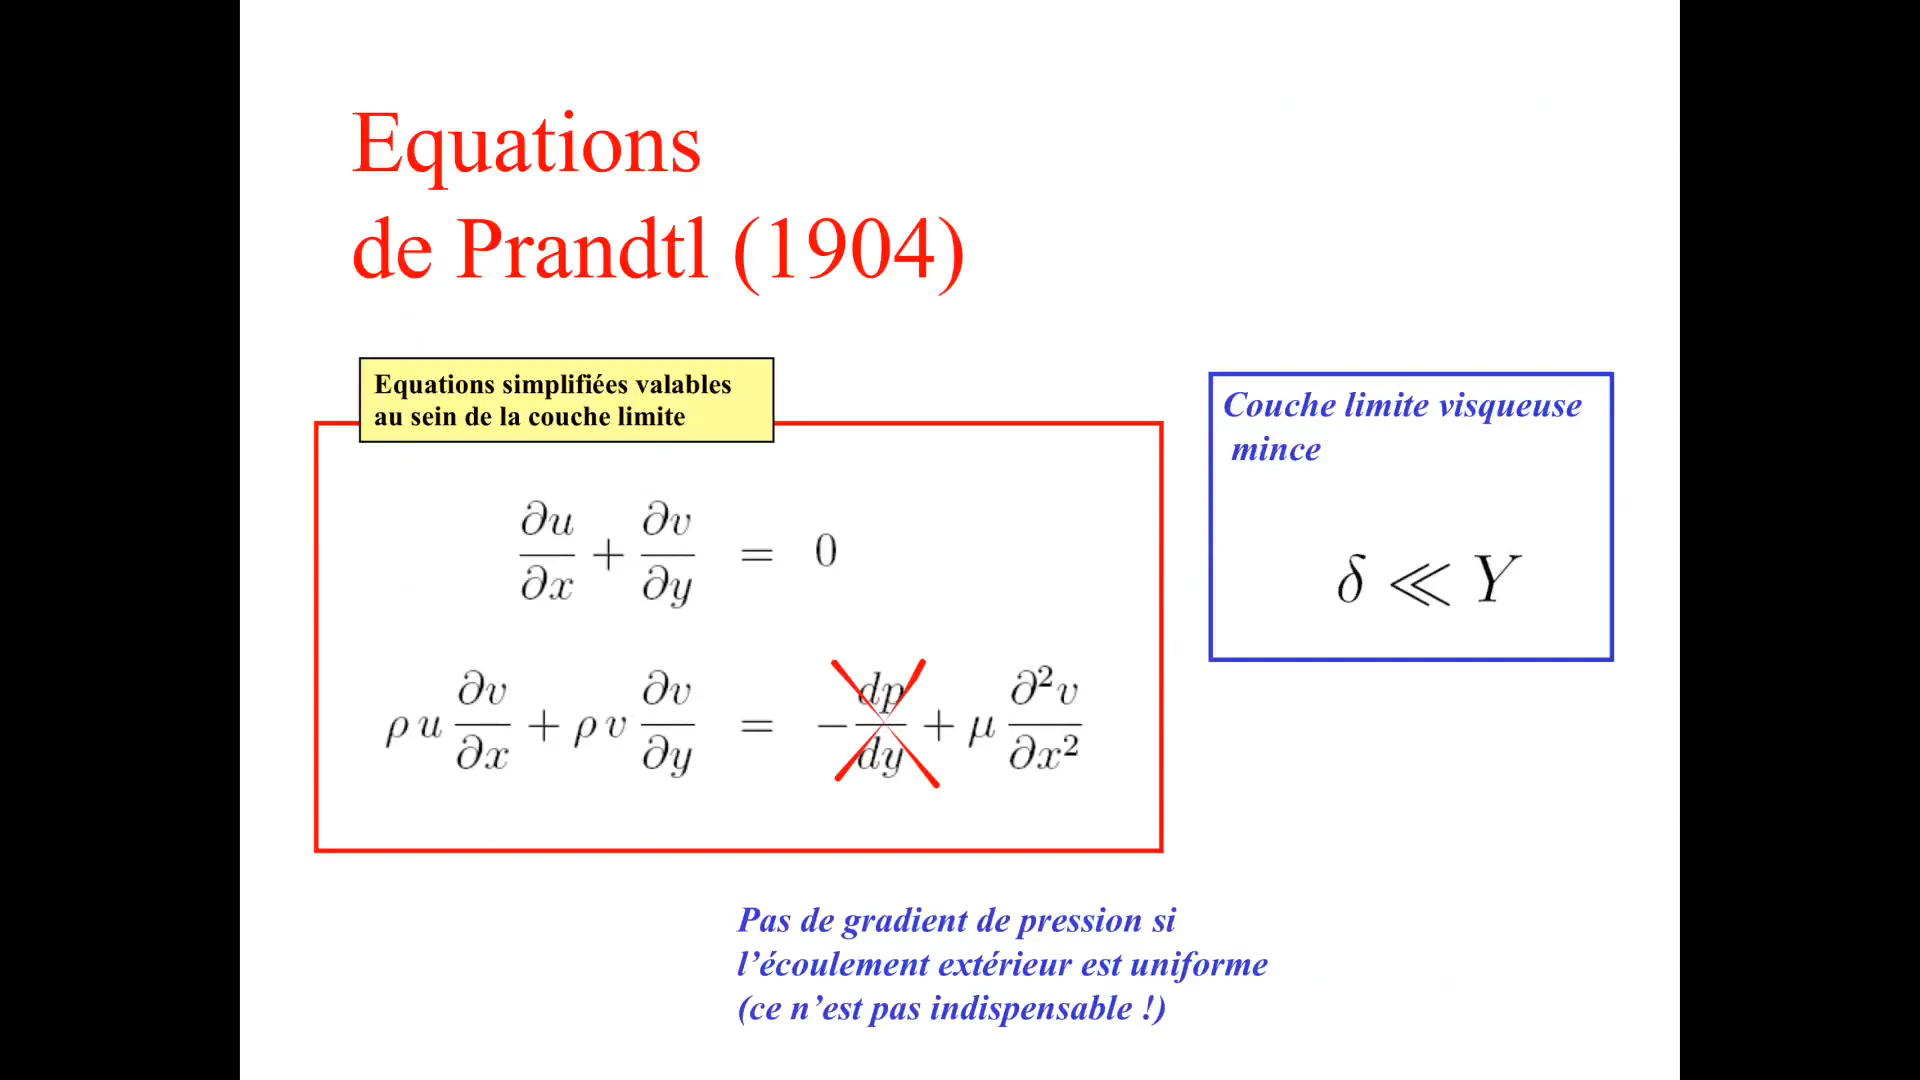 Equations
de Prandtl (1904)
Equations simplifiées valables
au sein de la couche limite
Couche limite visqueuse
mince
δ ≪ Y
∂u/∂x + ∂v/∂y = 0
ρ u ∂v/∂x + ρ v ∂v/∂y = − dp/dy + μ ∂²v/∂x²
Pas de gradient de pression si
l’écoulement extérieur est uniforme
(ce n’est pas indispensable !)